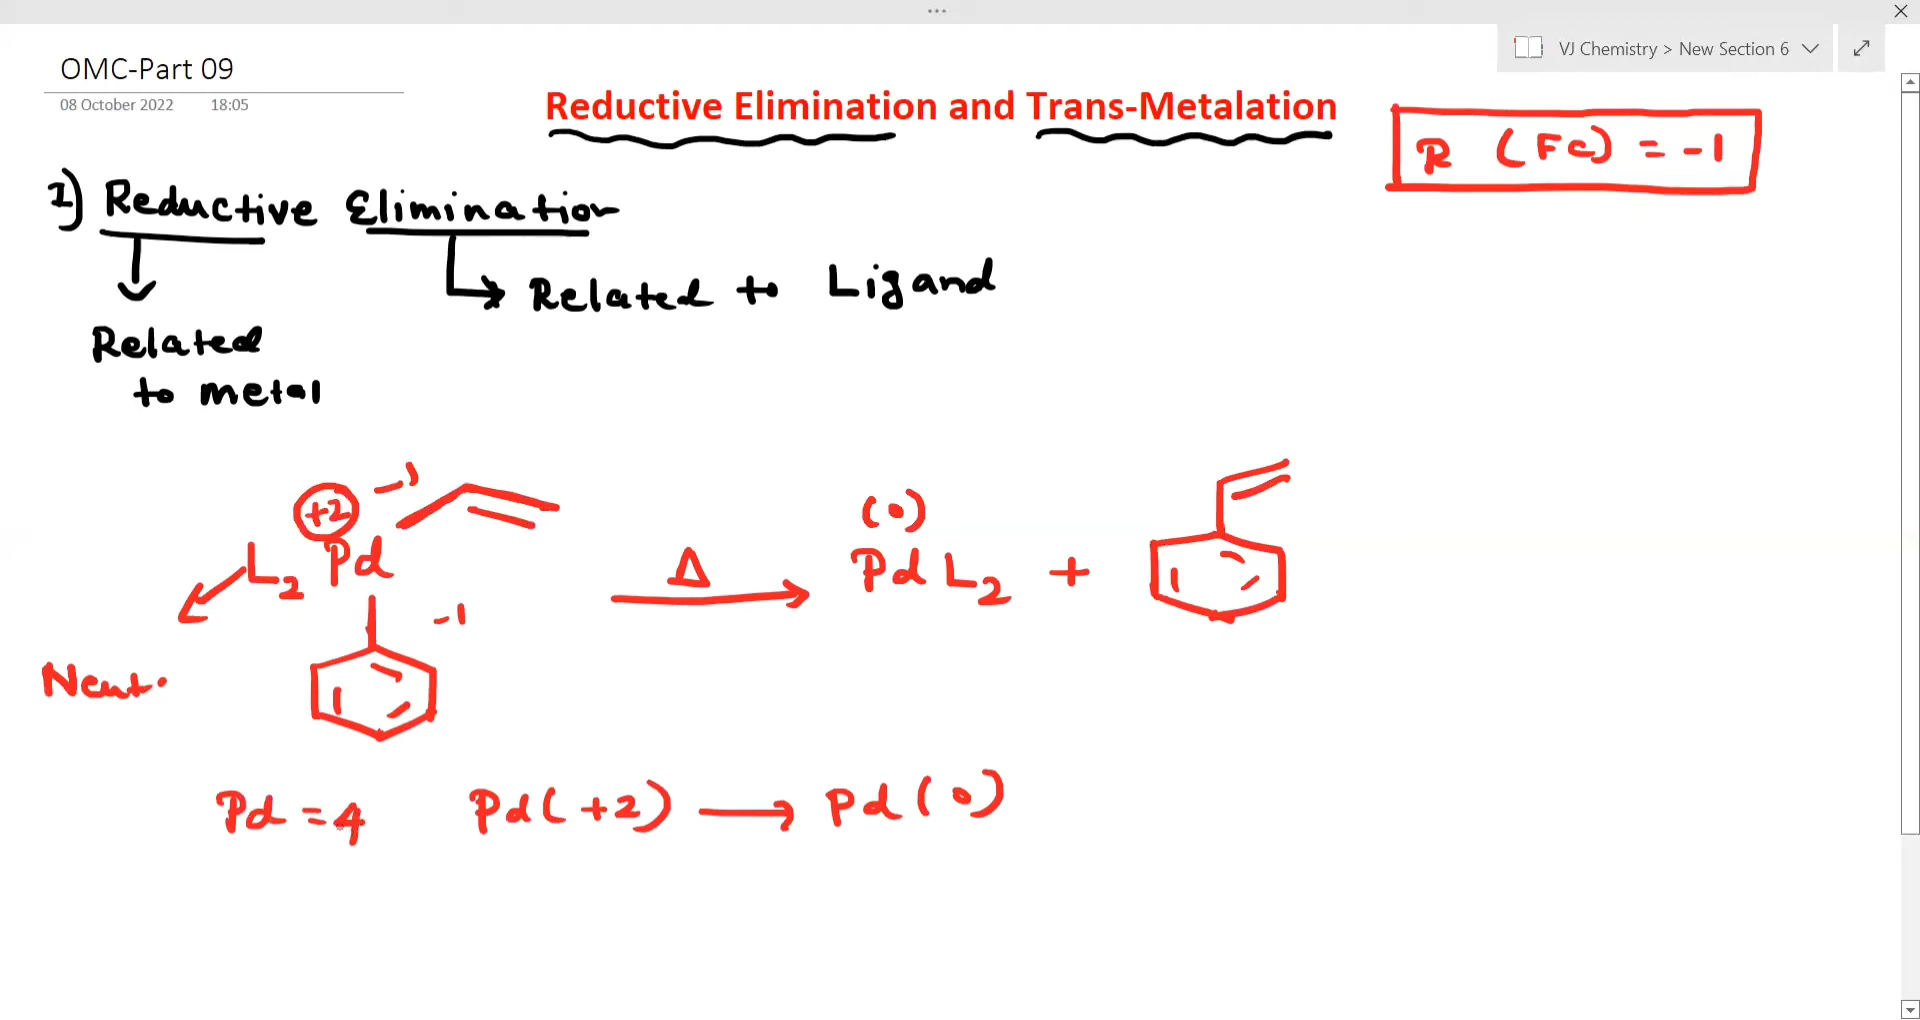 VJ Chemistry > New Section 6
OMC-Part 09
08 October 2022 18:05
Reductive Elimination and Trans-Metalation
R (FC) = -1
I) Reductive Elimination
Related to Ligand
Related
to metal
+2 -1
(0)
L2 Pd
Δ
Pd L2 +
-1
Neut.
Pd = 4 Pd(+2) → Pd(0)